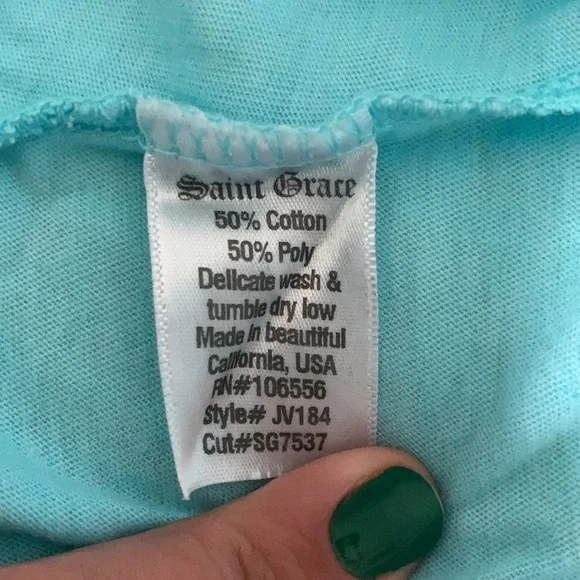 Saint Grace
50% Cotton
50% Poly
Delicate wash &
tumble dry low
Made in beautiful
California, USA
RN#106556
Style# JV184
Cut#SG7537